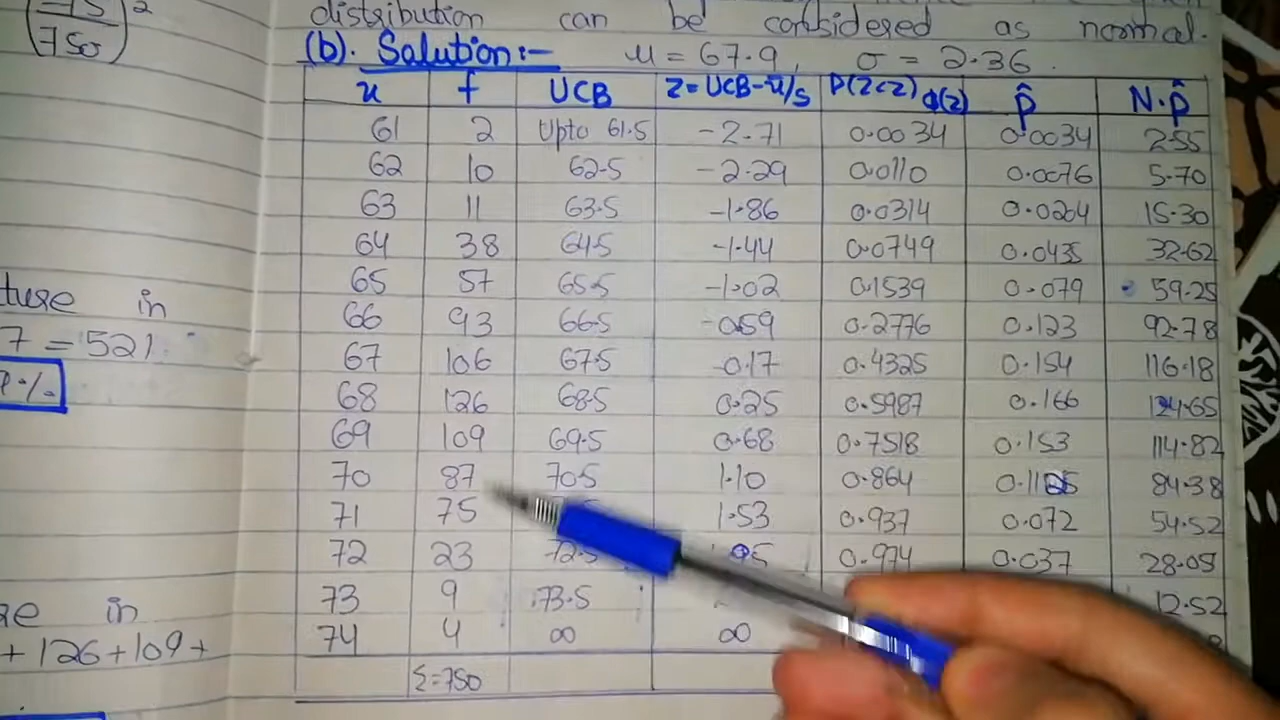 (-15/750)²
distribution can be considered as normal.
(b). Solution:- μ = 67.9, σ = 2.36.
x f UCB Z=UCB-x̄/s P(Z<z) φ(z) p̂ N.p̂
61 2 Upto 61.5 -2.71 0.0034 0.0034 2.55
62 10 62.5 -2.29 0.0110 0.0076 5.70
63 11 63.5 -1.86 0.0314 0.0204 15.30
64 38 64.5 -1.44 0.0749 0.0435 32.62
65 57 65.5 -1.02 0.1539 0.079 59.25
66 93 66.5 -0.59 0.2776 0.123 92.78
67 106 67.5 -0.17 0.4325 0.154 116.18
68 126 68.5 0.25 0.5987 0.166 124.65
69 109 69.5 0.68 0.7518 0.153 114.82
70 87 70.5 1.10 0.864 0.1125 84.38
71 75 1.53 0.937 0.072 54.52
72 23 72.5 0.974 0.037 28.05
73 9 73.5 12.52
74 4 ∞ ∞
Σ=750
ture in
7 = 521
in
+ 126+109+